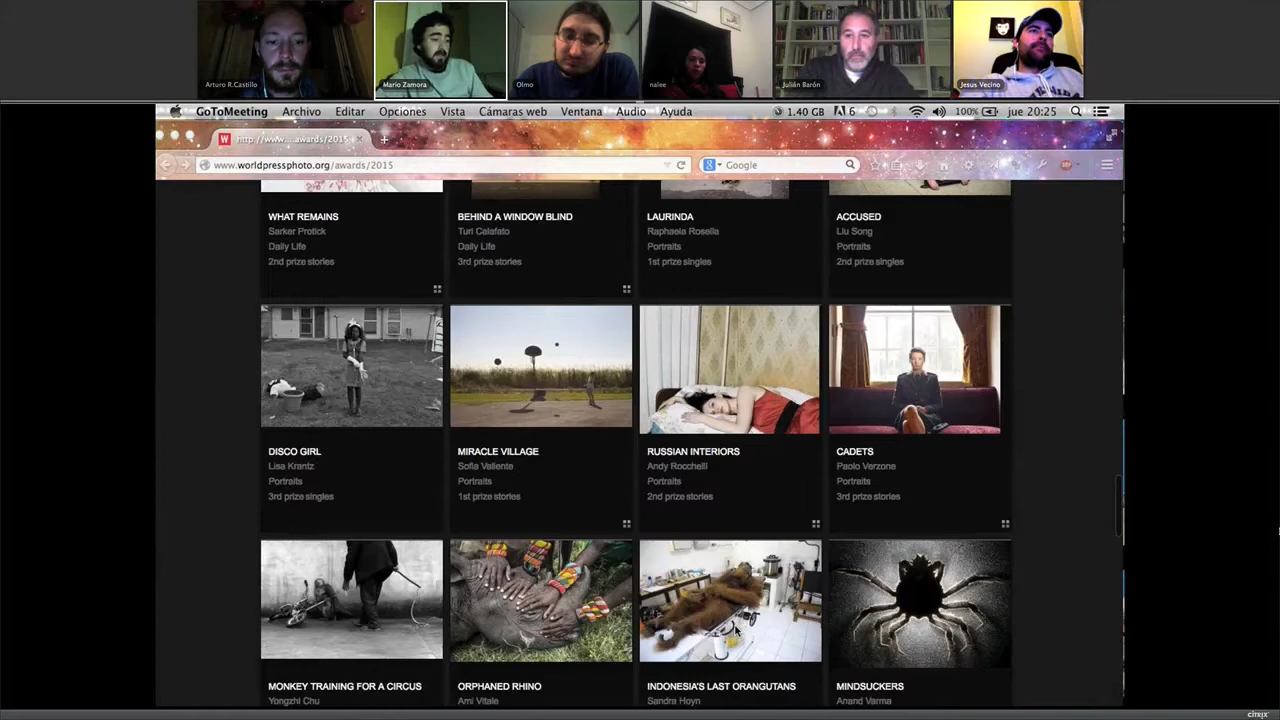 Arturo R.Castillo
Mario Zamora
Olmo
nalee
Julián Barón
Jesus Vecino
GoToMeeting Archivo Editar Opciones Vista Cámaras web Ventana Audio Ayuda 1.40 GB 6 100% jue 20:25
http://www....awards/2015
www.worldpressphoto.org/awards/2015
Google
WHAT REMAINS
Sarker Protick
Daily Life
2nd prize stories
BEHIND A WINDOW BLIND
Turi Calafato
Daily Life
3rd prize stories
LAURINDA
Raphaela Rosella
Portraits
1st prize singles
ACCUSED
Liu Song
Portraits
2nd prize singles
DISCO GIRL
Lisa Krantz
Portraits
3rd prize singles
MIRACLE VILLAGE
Sofia Valiente
Portraits
1st prize stories
RUSSIAN INTERIORS
Andy Rocchelli
Portraits
2nd prize stories
CADETS
Paolo Verzone
Portraits
3rd prize stories
MONKEY TRAINING FOR A CIRCUS
Yongzhi Chu
ORPHANED RHINO
Ami Vitale
INDONESIA'S LAST ORANGUTANS
Sandra Hoyn
MINDSUCKERS
Anand Varma
CITRIX